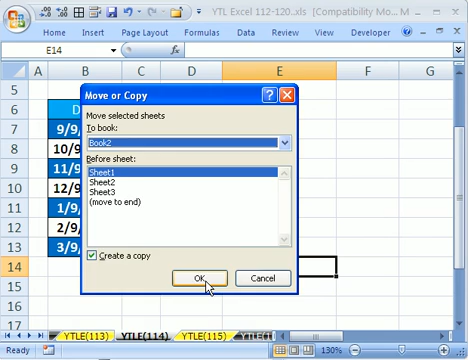 YTL Excel 112-120..xls [Compatibility Mo...
Home Insert Page Layout Formulas Data Review View Developer
E14
A B C D E F G
5
6 D
7 9/9/
8 10/9/
9 11/9/
10 12/9/
11 1/9/
12 2/9/
13 3/9/
14
15
16
17
Move or Copy
Move selected sheets
To book:
Book2
Before sheet:
Sheet1
Sheet2
Sheet3
(move to end)
Create a copy
OK Cancel
YTLE(113) YTLE(114) YTLE(115)
Ready 130%